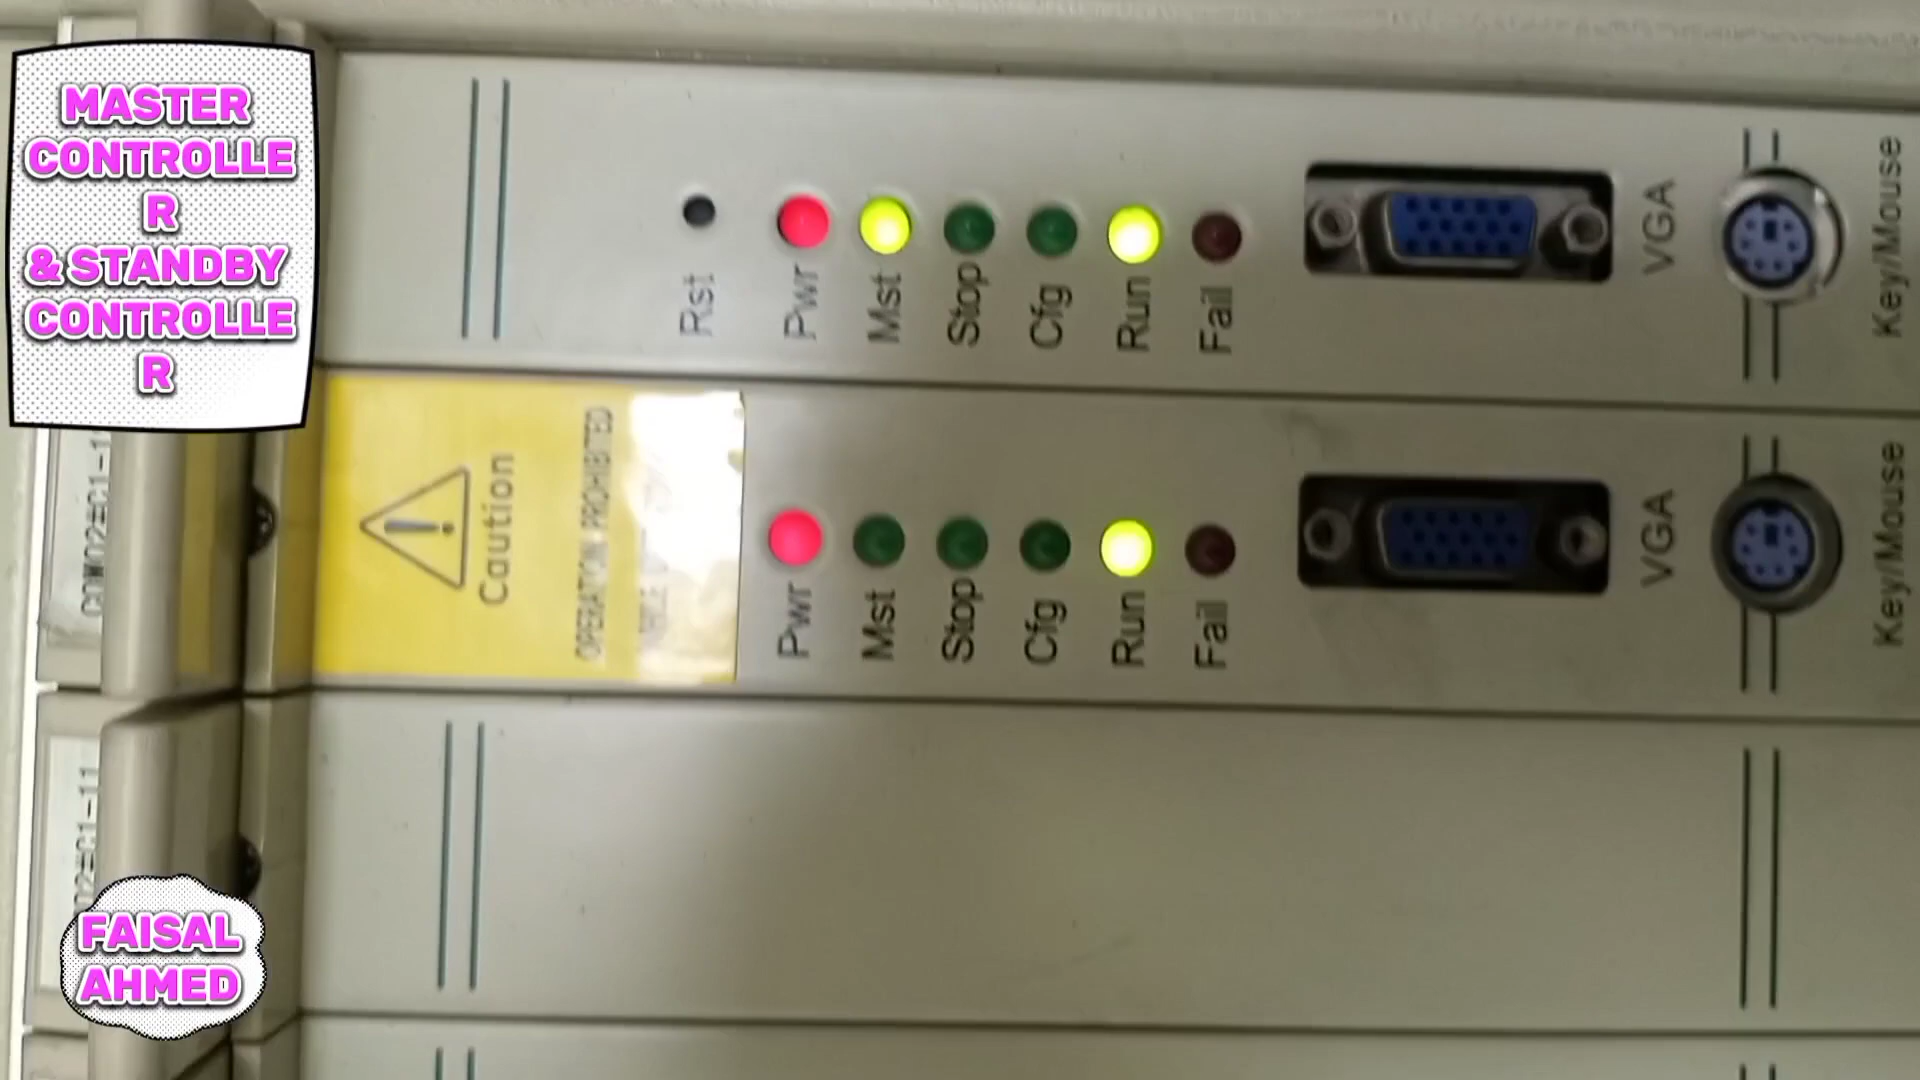 MASTER
CONTROLLE
R
& STANDBY
CONTROLLE
R
Rst
Pwr
Mst
Stop
Cfg
Run
Fail
VGA
Key/Mouse
Caution
OPERATION PROHIBITED
Pwr
Mst
Stop
Cfg
Run
Fail
VGA
Key/Mouse
FAISAL
AHMED